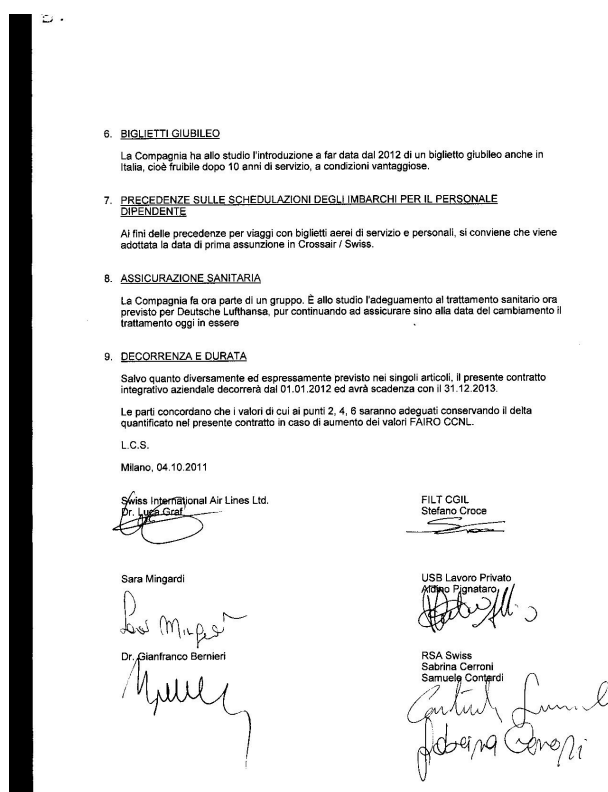 6. BIGLIETTI GIUBILEO
La Compagnia ha allo studio l'introduzione a far data dal 2012 di un biglietto giubileo anche in
Italia, cioè fruibile dopo 10 anni di servizio, a condizioni vantaggiose.
7. PRECEDENZE SULLE SCHEDULAZIONI DEGLI IMBARCHI PER IL PERSONALE
DIPENDENTE
Ai fini delle precedenze per viaggi con biglietti aerei di servizio e personali, si conviene che viene
adottata la data di prima assunzione in Crossair / Swiss.
8. ASSICURAZIONE SANITARIA
La Compagnia fa ora parte di un gruppo. È allo studio l'adeguamento al trattamento sanitario ora
previsto per Deutsche Lufthansa, pur continuando ad assicurare sino alla data del cambiamento il
trattamento oggi in essere
9. DECORRENZA E DURATA
Salvo quanto diversamente ed espressamente previsto nei singoli articoli, il presente contratto
integrativo aziendale decorrerà dal 01.01.2012 ed avrà scadenza con il 31.12.2013.
Le parti concordano che i valori di cui ai punti 2, 4, 6 saranno adeguati conservando il delta
quantificato nel presente contratto in caso di aumento dei valori FAIRO CCNL.
L.C.S.
Milano, 04.10.2011
Swiss International Air Lines Ltd.
Dr. Luca Graf
FILT CGIL
Stefano Croce
Sara Mingardi
USB Lavoro Privato
Aldino Pignataro
Dr. Gianfranco Bernieri
RSA Swiss
Sabrina Cerroni
Samuele Contardi
Sabrina Cerroni